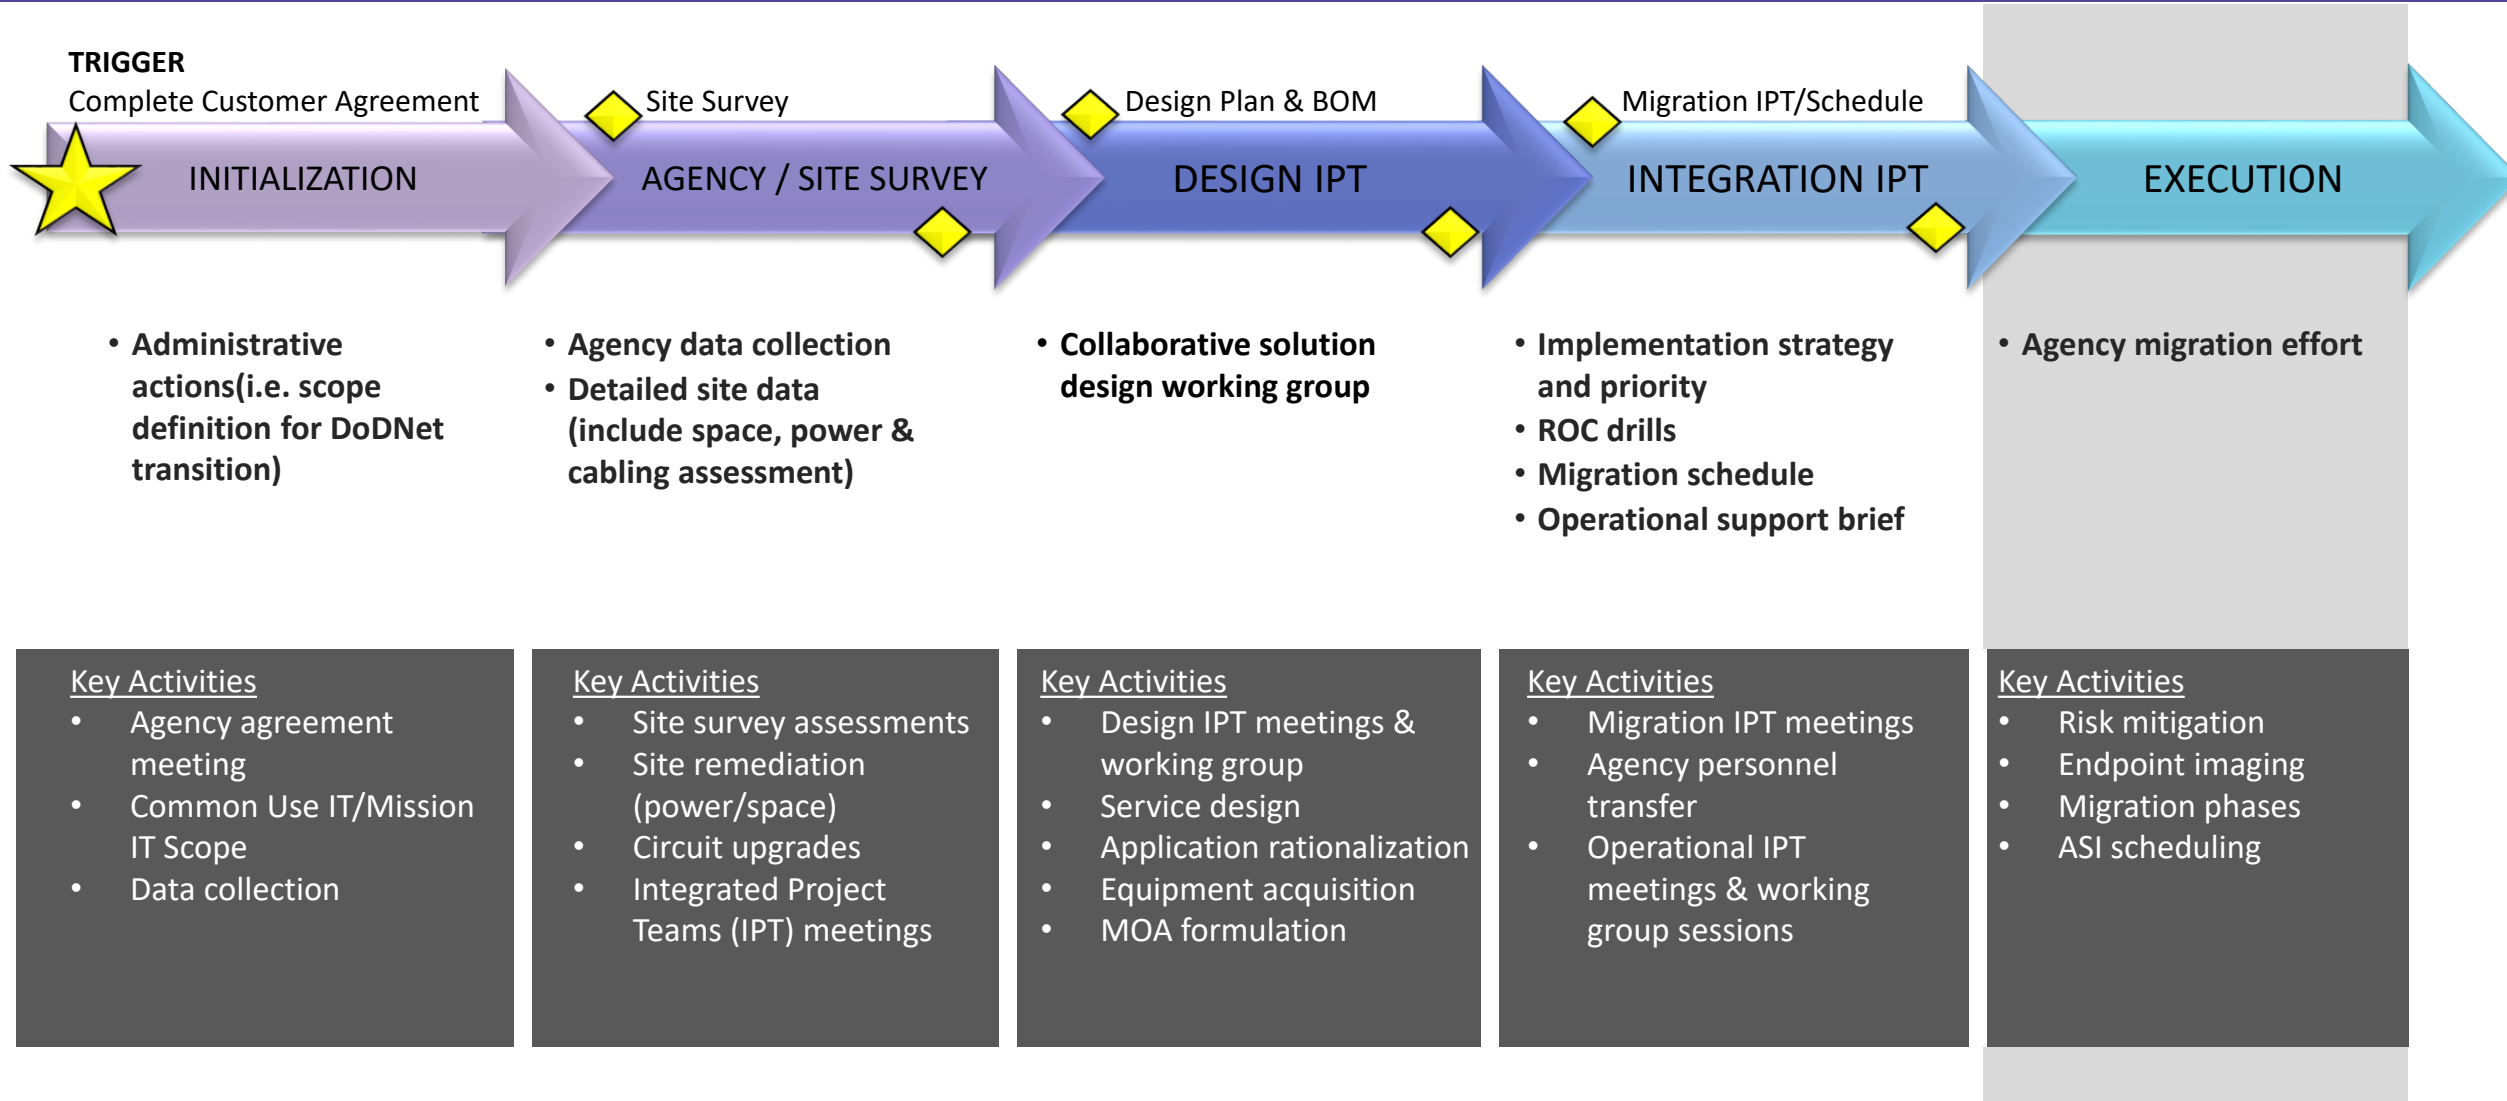 TRIGGER
Complete Customer Agreement
Site Survey
Design Plan & BOM
Migration IPT/Schedule
INITIALIZATION
AGENCY / SITE SURVEY
DESIGN IPT
INTEGRATION IPT
EXECUTION
• Administrative
actions(i.e. scope
definition for DoDNet
transition)
• Agency data collection
• Detailed site data
(include space, power &
cabling assessment)
• Collaborative solution
design working group
• Implementation strategy
and priority
• ROC drills
• Migration schedule
• Operational support brief
• Agency migration effort
Key Activities
• Agency agreement
meeting
• Common Use IT/Mission
IT Scope
• Data collection
Key Activities
• Site survey assessments
• Site remediation
(power/space)
• Circuit upgrades
• Integrated Project
Teams (IPT) meetings
Key Activities
• Design IPT meetings &
working group
• Service design
• Application rationalization
• Equipment acquisition
• MOA formulation
Key Activities
• Migration IPT meetings
• Agency personnel
transfer
• Operational IPT
meetings & working
group sessions
Key Activities
• Risk mitigation
• Endpoint imaging
• Migration phases
• ASI scheduling